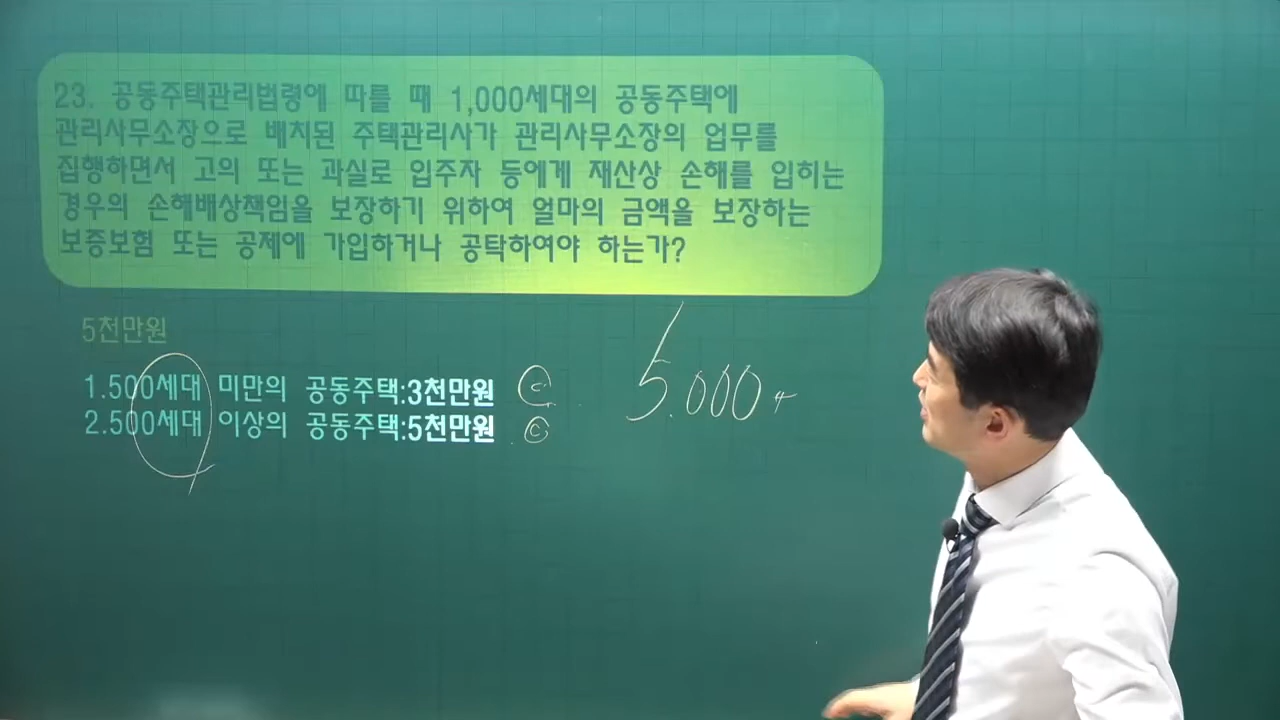 23. 공동주택관리법령에 따를 때 1,000세대의 공동주택에
관리사무소장으로 배치된 주택관리사가 관리사무소장의 업무를
집행하면서 고의 또는 과실로 입주자 등에게 재산상 손해를 입히는
경우의 손해배상책임을 보장하기 위하여 얼마의 금액을 보장하는
보증보험 또는 공제에 가입하거나 공탁하여야 하는가?
5천만원
1.500세대 미만의 공동주택:3천만원
2.500세대 이상의 공동주택:5천만원
5.000